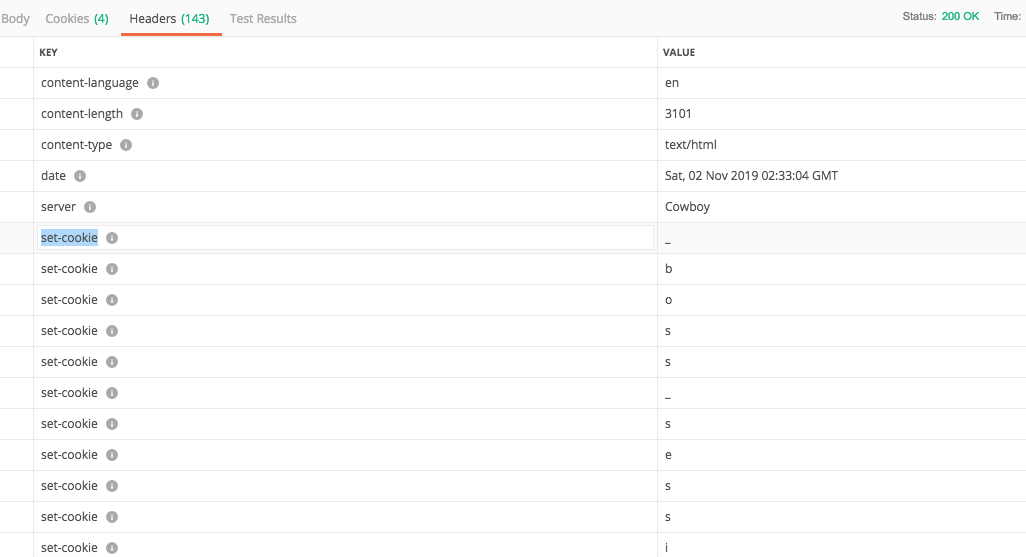 Body Cookies (4) Headers (143) Test Results Status: 200 OK Time:
KEY VALUE
content-language en
content-length 3101
content-type text/html
date Sat, 02 Nov 2019 02:33:04 GMT
server Cowboy
set-cookie _
set-cookie b
set-cookie o
set-cookie s
set-cookie s
set-cookie _
set-cookie s
set-cookie e
set-cookie s
set-cookie s
set-cookie i